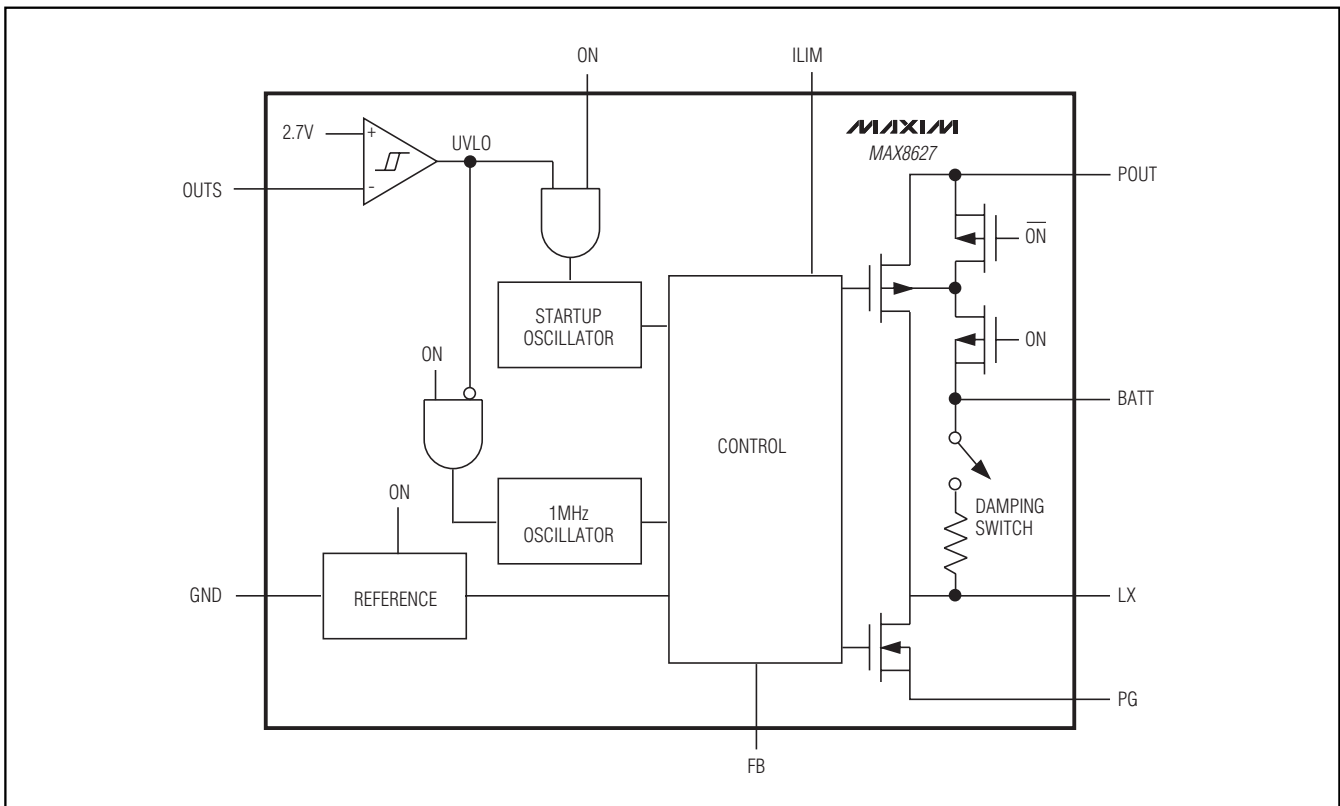 ON
ILIM
2.7V
+
-
UVLO
MAXIM
MAX8627
OUTS
POUT
ON
STARTUP
OSCILLATOR
ON
ON
BATT
CONTROL
ON
1MHz
OSCILLATOR
DAMPING
SWITCH
GND
REFERENCE
LX
PG
FB